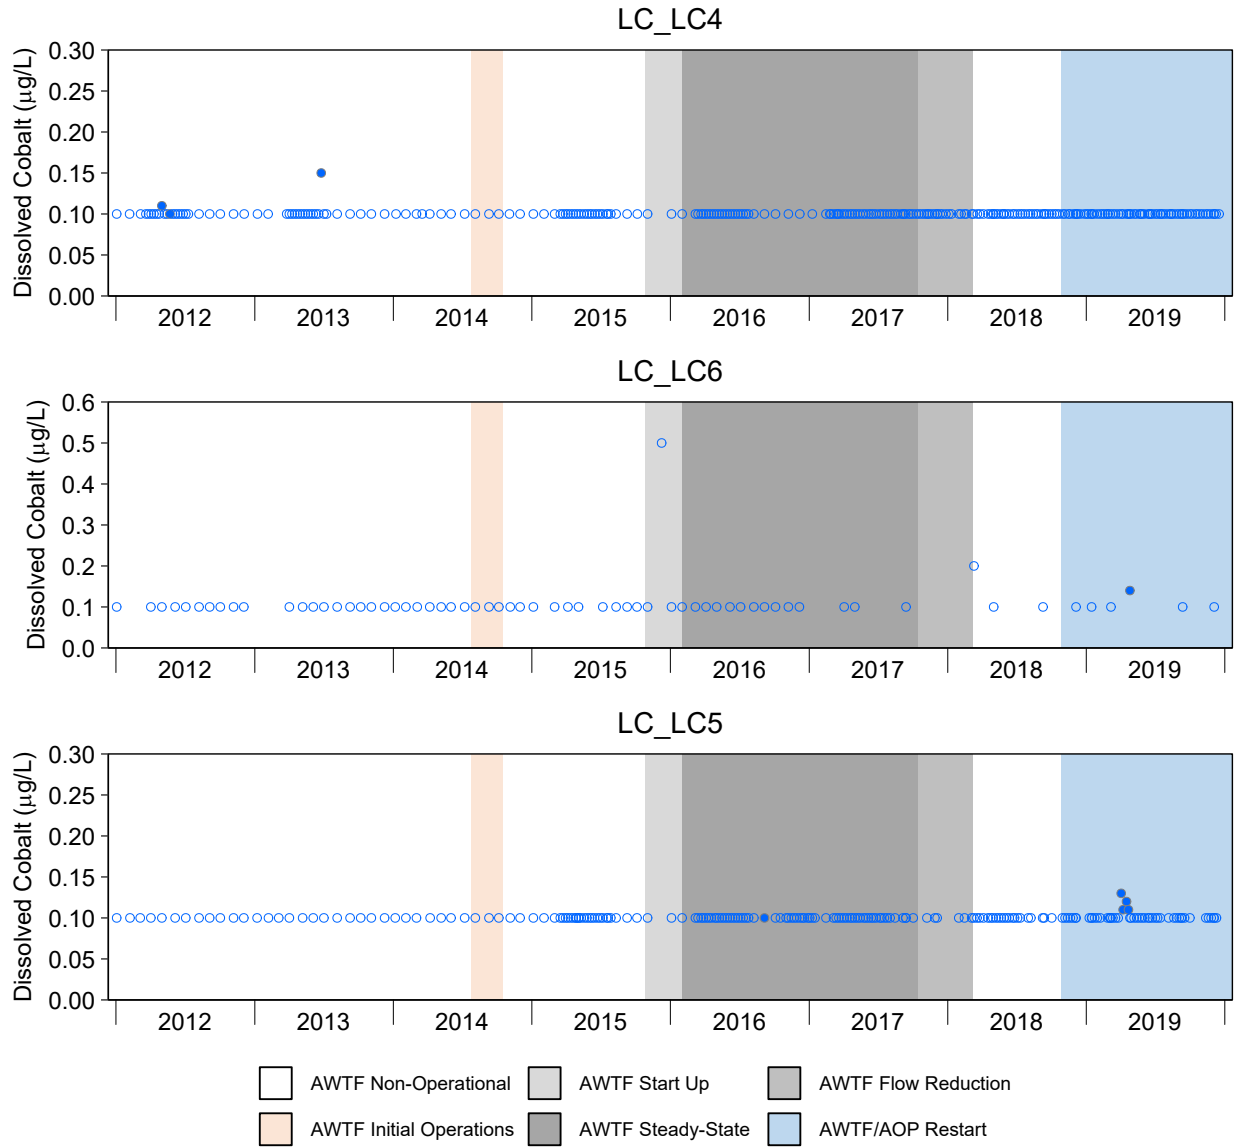 LC_LC4
Dissolved Cobalt (µg/L)
0.30
0.25
0.20
0.15
0.10
0.05
0.00
2012 2013 2014 2015 2016 2017 2018 2019
LC_LC6
Dissolved Cobalt (µg/L)
0.6
0.5
0.4
0.3
0.2
0.1
0.0
2012 2013 2014 2015 2016 2017 2018 2019
LC_LC5
Dissolved Cobalt (µg/L)
0.30
0.25
0.20
0.15
0.10
0.05
0.00
2012 2013 2014 2015 2016 2017 2018 2019
AWTF Non-Operational AWTF Start Up AWTF Flow Reduction
AWTF Initial Operations AWTF Steady-State AWTF/AOP Restart